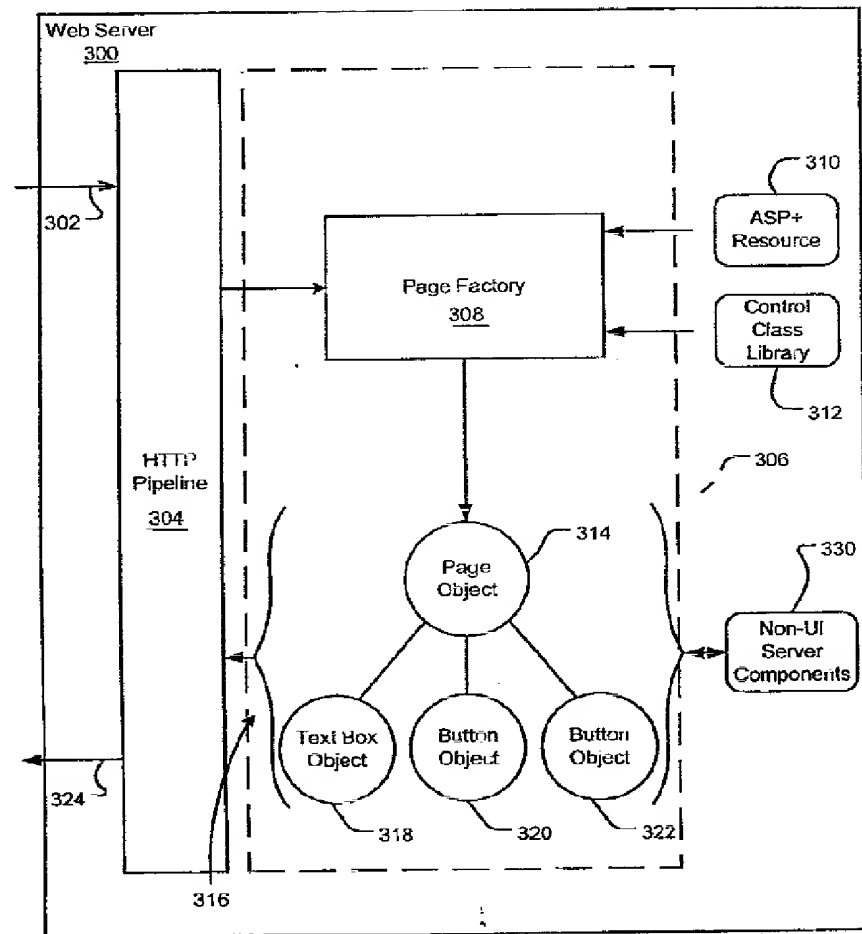 Web Server
300
302
310
ASP+
Resource
Page Factory
308
Control
Class
Library
312
HTTP
Pipeline
304
306
314
Page
Object
330
Non-UI
Server
Components
Text Box
Object
Button
Object
Button
Object
324
318
320
322
316